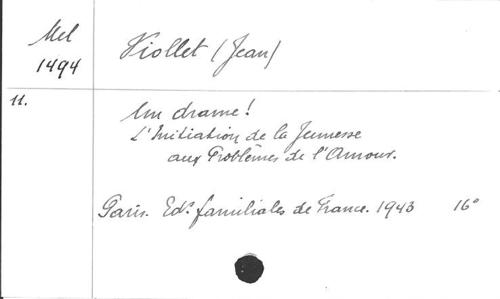 Mel
1494
Viollet (Jean)
11.
Un drame!
L'Initiation de la Jeunesse
aux Problèmes de l'Amour.
Paris. Eds. familiales de France. 1943 16°